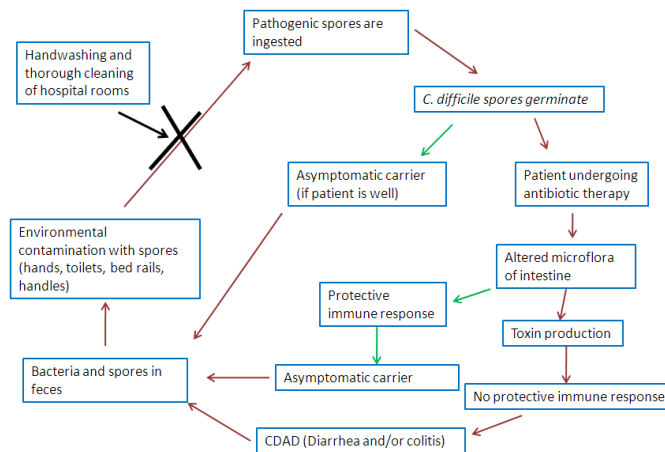 Pathogenic spores are
ingested
Handwashing and
thorough cleaning
of hospital rooms
C. difficile spores germinate
Asymptomatic carrier
(if patient is well)
Patient undergoing
antibiotic therapy
Environmental
contamination with spores
(hands, toilets, bed rails,
handles)
Altered microflora
of intestine
Protective
immune response
Toxin production
Bacteria and spores in
feces
Asymptomatic carrier
No protective immune response
CDAD (Diarrhea and/or colitis)